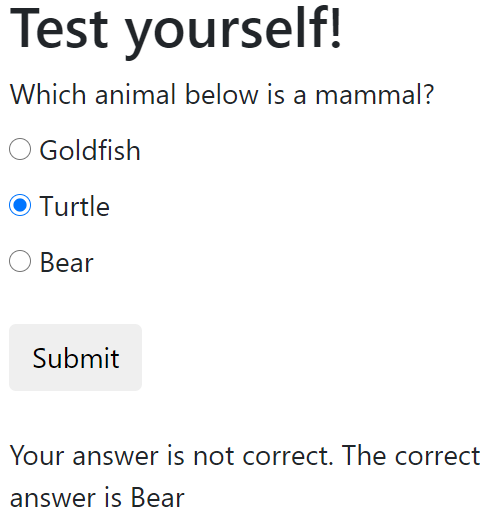 Test yourself!
Which animal below is a mammal?
Goldfish
Turtle
Bear
Submit
Your answer is not correct. The correct
answer is Bear